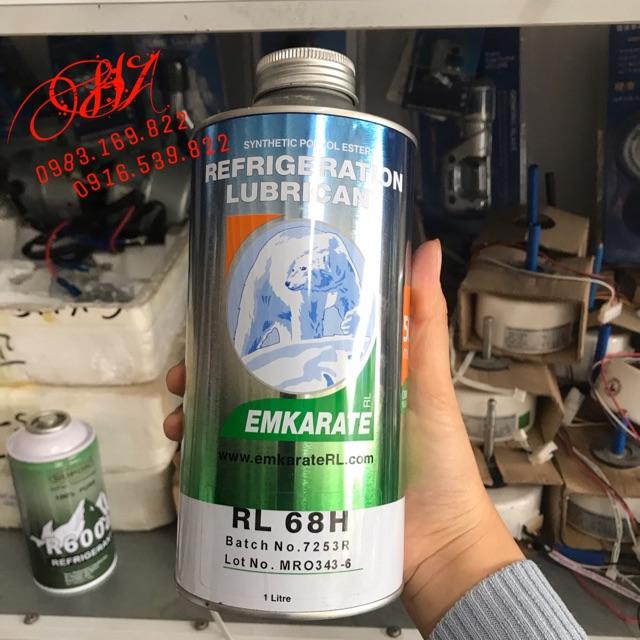 0983.169.822
0916.539.822
SYNTHETIC POLYOL ESTER
REFRIGERATION
LUBRICANT
EMKARATE RL
www.emkarateRL.com
RL 68H
Batch No.7253R
Lot No. MRO343-6
1 Litre
R600
REFRIGERANT